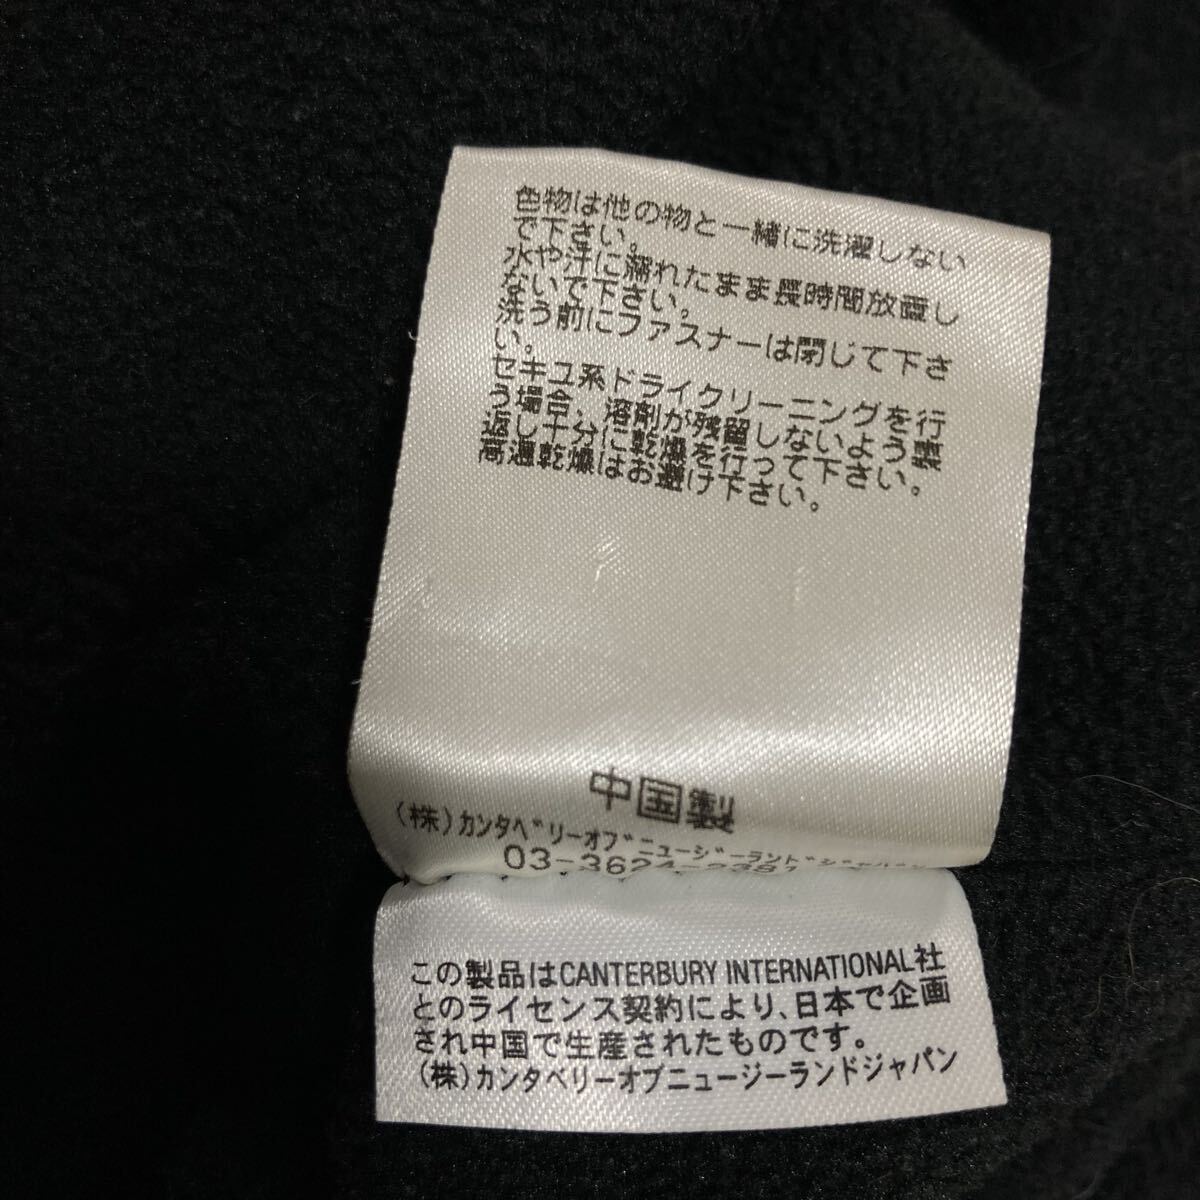 色物は他の物と一緒に洗濯しない
で下さい。
水や汗に濡れたまま長時間放置し
ないで下さい。
洗う前にファスナーは閉じて下さ
い。
セキユ系ドライクリーニングを行
う場合、溶剤が残留しないよう繰
返し十分に乾燥を行って下さい。
高温乾燥はお避け下さい。
中国製
(株)カンタベリーオブニュージーランドジャパン
03-3624-
この製品はCANTERBURY INTERNATIONAL社
とのライセンス契約により、日本で企画
され中国で生産されたものです。
(株)カンタベリーオブニュージーランドジャパン